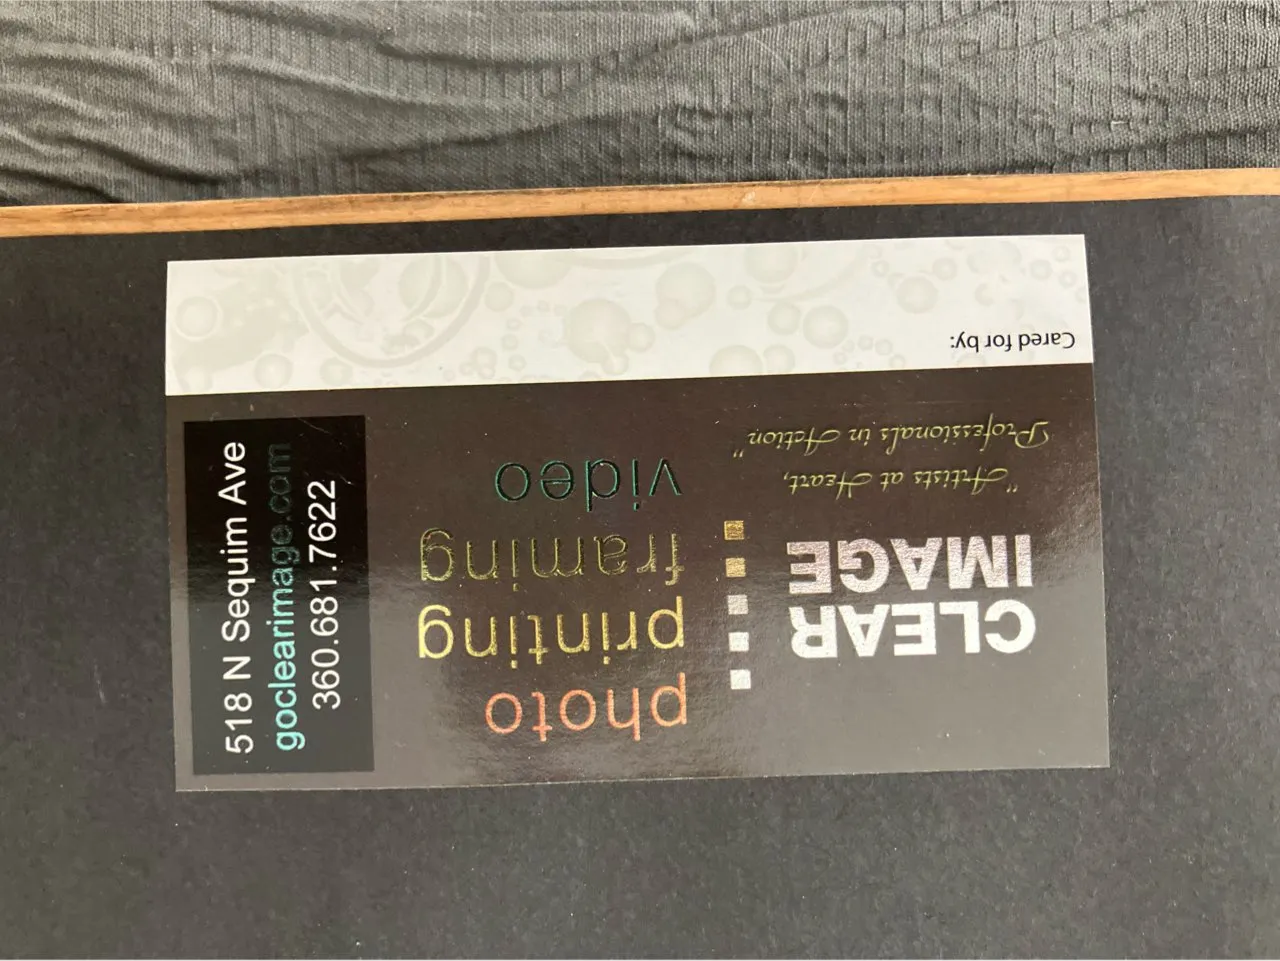 CLEAR
IMAGE
"Artists at Heart,
Professionals in Action"
photo
printing
framing
video
518 N Sequim Ave
goclearimage.com
360.681.7622
Cared for by: